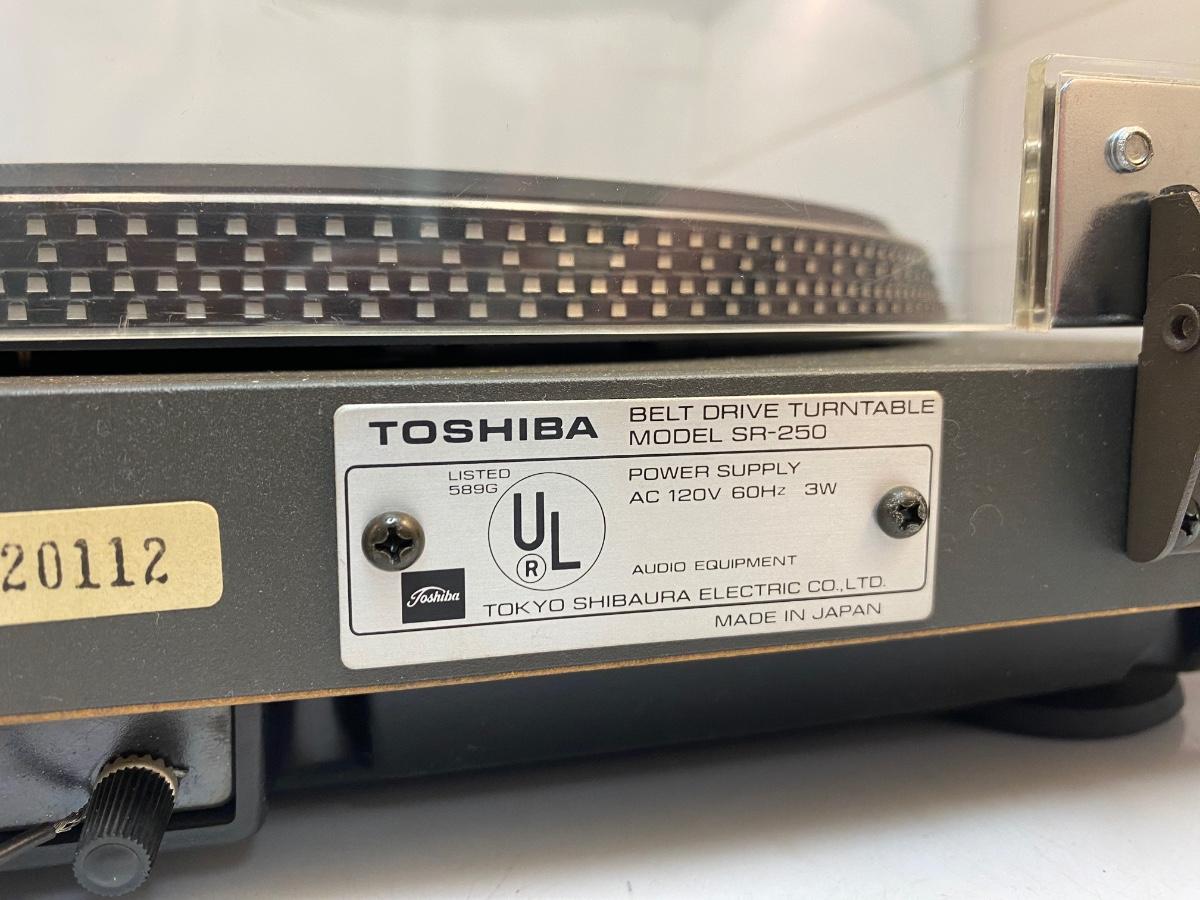 TOSHIBA
BELT DRIVE TURNTABLE
MODEL SR-250
LISTED
589G
UL
®
POWER SUPPLY
AC 120V 60Hz 3W
AUDIO EQUIPMENT
Toshiba
TOKYO SHIBAURA ELECTRIC CO.,LTD.
MADE IN JAPAN
20112